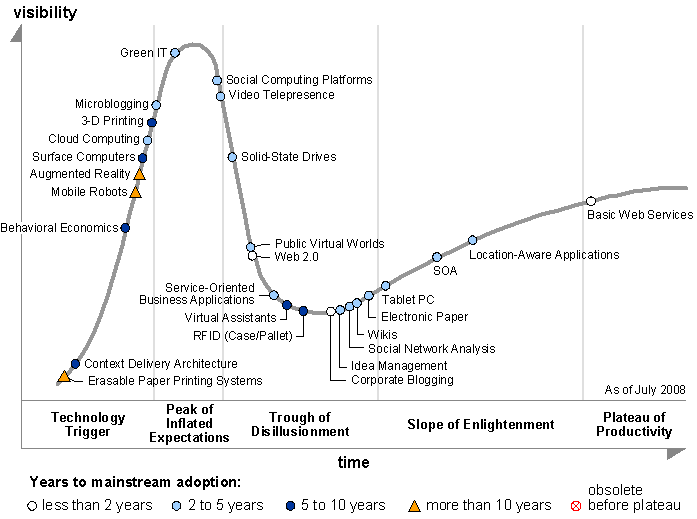 visibility
Green IT
Social Computing Platforms
Video Telepresence
Microblogging
3-D Printing
Cloud Computing
Surface Computers
Solid-State Drives
Augmented Reality
Mobile Robots
Basic Web Services
Behavioral Economics
Public Virtual Worlds
Web 2.0
Location-Aware Applications
SOA
Service-Oriented
Business Applications
Tablet PC
Virtual Assistants
Electronic Paper
RFID (Case/Pallet)
Wikis
Social Network Analysis
Context Delivery Architecture
Idea Management
Erasable Paper Printing Systems
Corporate Blogging
As of July 2008
Technology
Trigger
Peak of
Inflated
Expectations
Trough of
Disillusionment
Slope of Enlightenment
Plateau of
Productivity
time
Years to mainstream adoption:
less than 2 years
2 to 5 years
5 to 10 years
more than 10 years
obsolete
before plateau